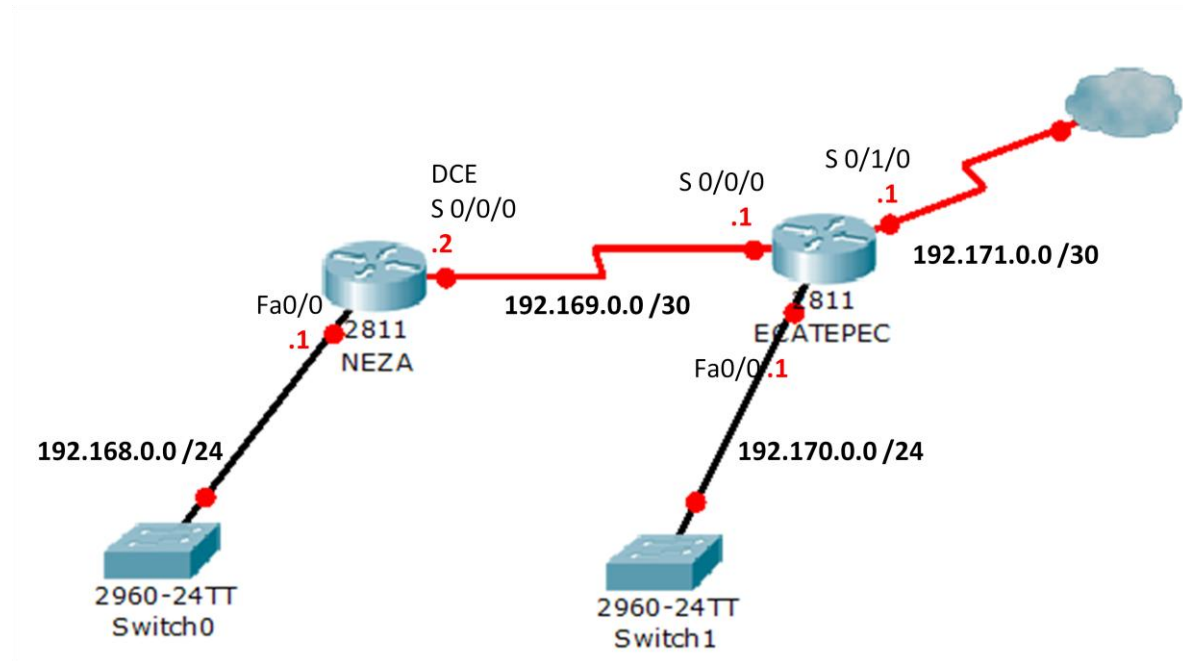 S 0/1/0
.1
DCE
S 0/0/0
.2
S 0/0/0
.1
192.171.0.0 /30
192.169.0.0 /30
Fa0/0
.1
2811
NEZA
2811
ECATEPEC
Fa0/0
.1
192.168.0.0 /24
192.170.0.0 /24
2960-24TT
Switch0
2960-24TT
Switch1